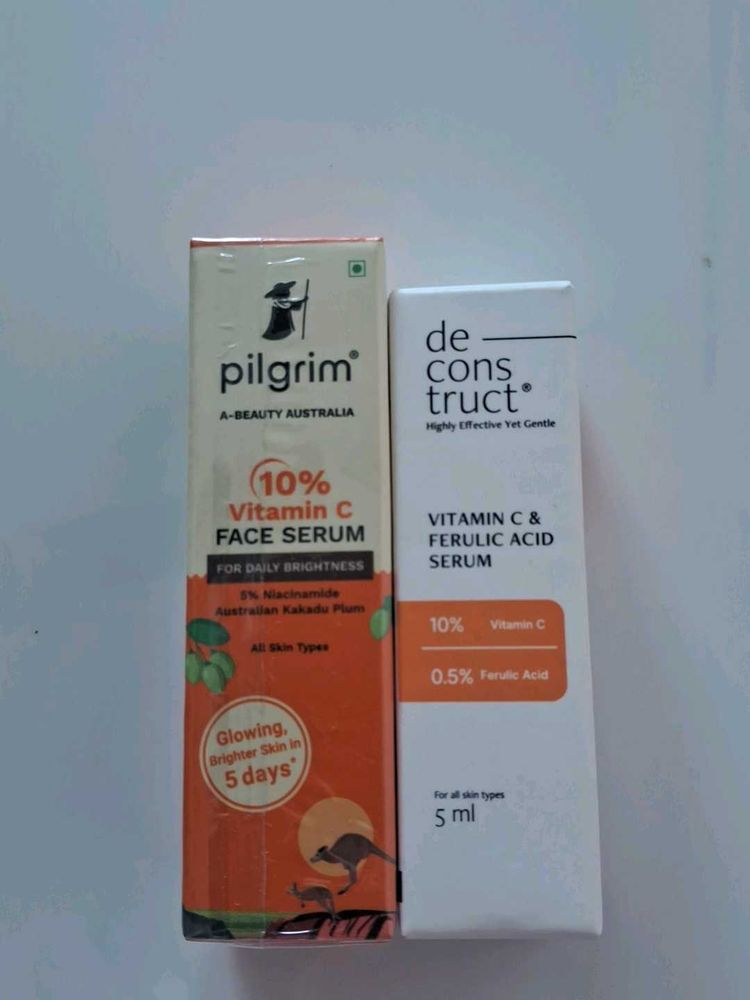 pilgrim®
A-BEAUTY AUSTRALIA
10%
Vitamin C
FACE SERUM
FOR DAILY BRIGHTNESS
5% Niacinamide
Australian Kakadu Plum
All Skin Types
Glowing,
Brighter Skin in
5 days*
de
cons
truct®
Highly Effective Yet Gentle
VITAMIN C &
FERULIC ACID
SERUM
10% Vitamin C
0.5% Ferulic Acid
For all skin types
5 ml